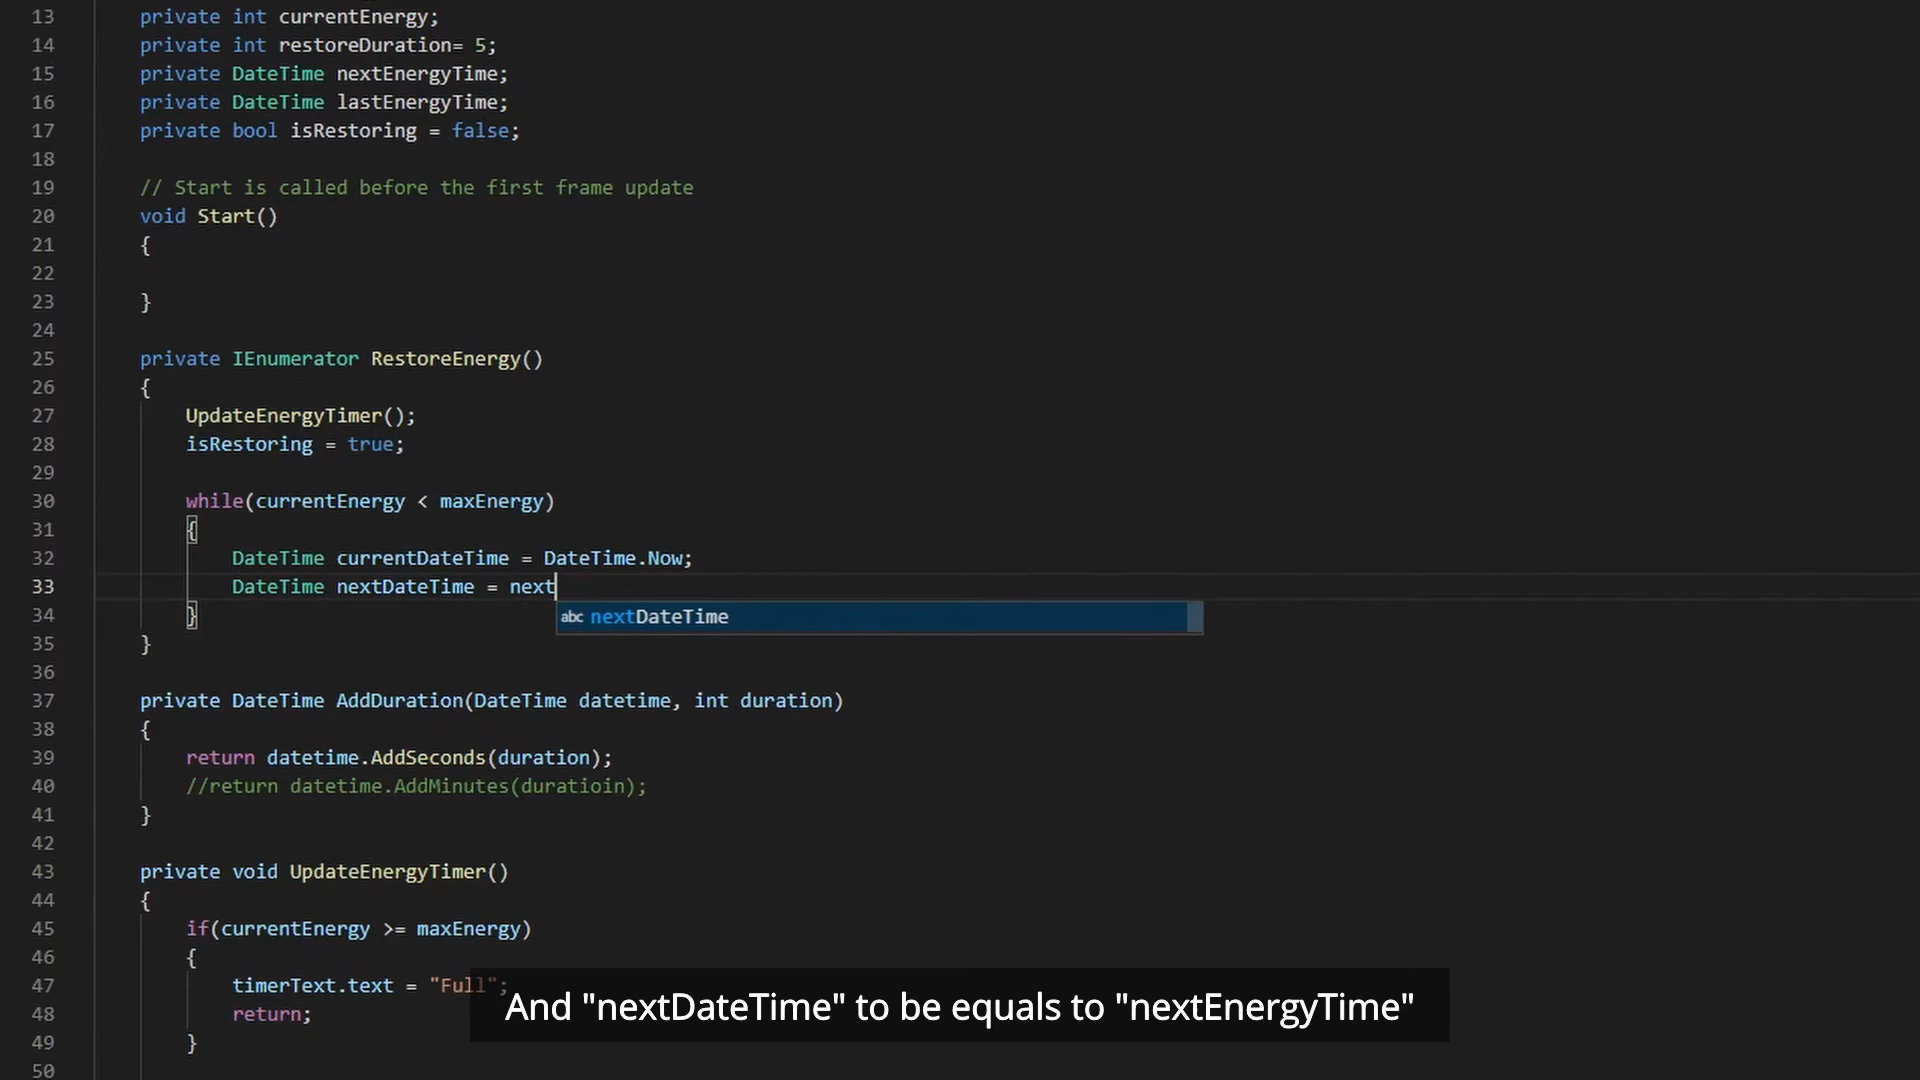 13 private int currentEnergy;
14 private int restoreDuration= 5;
15 private DateTime nextEnergyTime;
16 private DateTime lastEnergyTime;
17 private bool isRestoring = false;
18
19 // Start is called before the first frame update
20 void Start()
21 {
22
23 }
24
25 private IEnumerator RestoreEnergy()
26 {
27 UpdateEnergyTimer();
28 isRestoring = true;
29
30 while(currentEnergy < maxEnergy)
31 {
32 DateTime currentDateTime = DateTime.Now;
33 DateTime nextDateTime = next
abc nextDateTime
34 }
35 }
36
37 private DateTime AddDuration(DateTime datetime, int duration)
38 {
39 return datetime.AddSeconds(duration);
40 //return datetime.AddMinutes(duratioin);
41 }
42
43 private void UpdateEnergyTimer()
44 {
45 if(currentEnergy >= maxEnergy)
46 {
47 timerText.text = "Full";
48 return;
49 }
50
And "nextDateTime" to be equals to "nextEnergyTime"